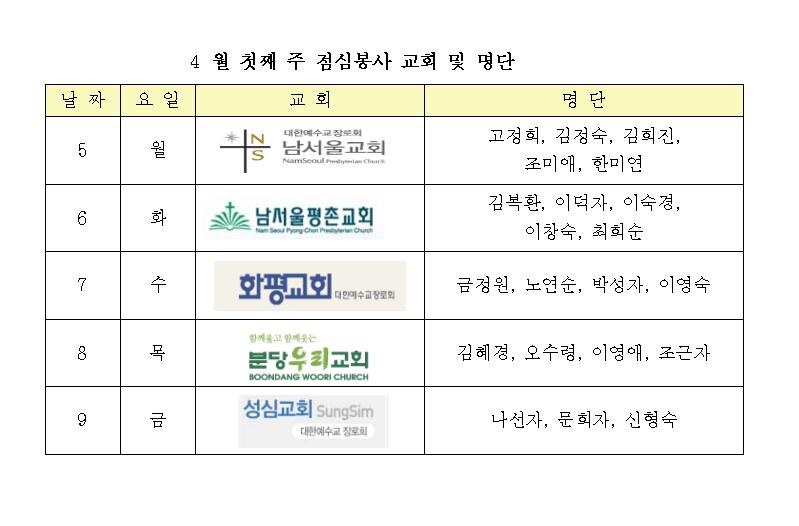 4 월 첫째 주 점심봉사 교회 및 명단
날 짜 요 일 교 회 명 단
5 월 대한예수교 장로회 고정희, 김정숙, 김희진,
N S 남서울교회 조미애, 한미연
NamSeoul Presbyterian Church
6 화 남서울평촌교회 김복환, 이덕자, 이숙경,
Nam Seoul Pyong-Chon Presbyterian Church 이창숙, 최희순
7 수 화평교회 대한예수교장로회 금정원, 노연순, 박성자, 이영숙
함께울고 함께웃는
8 목 분당우리교회 김혜경, 오수령, 이영애, 조근자
BOONDANG WOORI CHURCH
9 금 성심교회 SungSim 나선자, 문희자, 신형숙
대한예수교 장로회